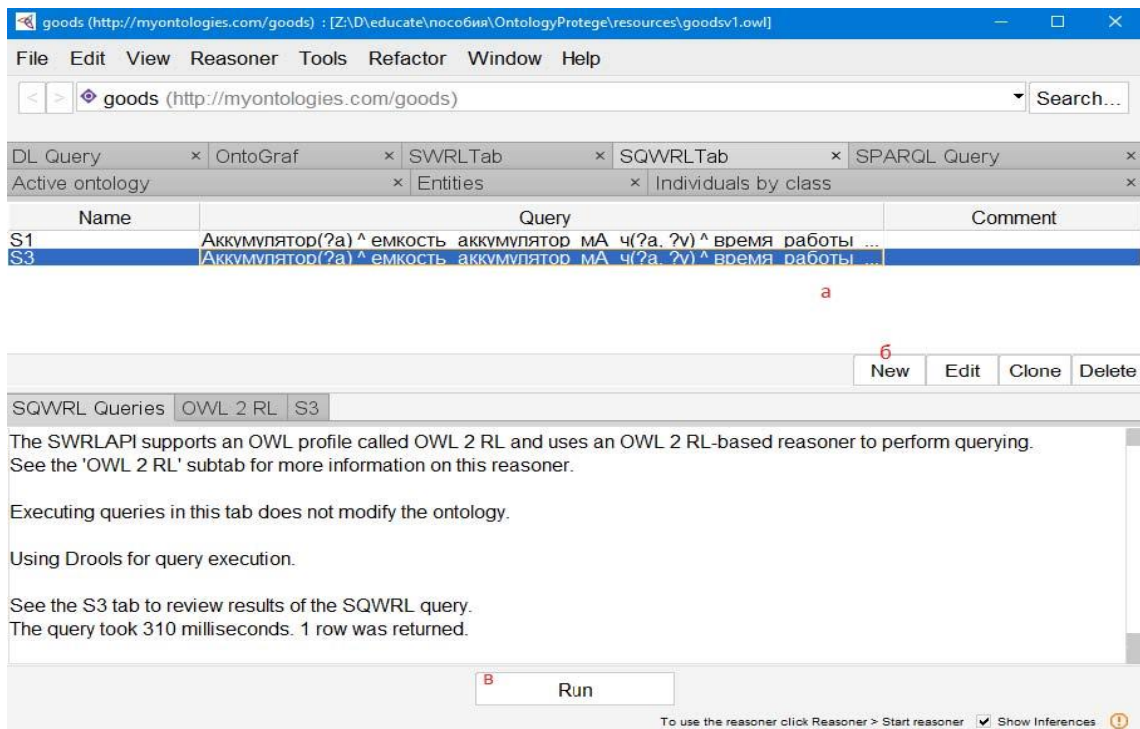 goods (http://myontologies.com/goods) : [Z:\D\educate\пособия\OntologyProtege\resources\goodsv1.owl]
File Edit View Reasoner Tools Refactor Window Help
< > goods (http://myontologies.com/goods) Search...
DL Query × OntoGraf × SWRLTab × SQWRLTab × SPARQL Query ×
Active ontology × Entities × Individuals by class ×
Name Query Comment
S1 Аккумулятор(?a) ^ емкость_аккумулятор_мА_ч(?a, ?v) ^ время_работы_...
S3 Аккумулятор(?a) ^ емкость_аккумулятор_мА_ч(?a, ?v) ^ время_работы_...
а
б
New Edit Clone Delete
SQWRL Queries OWL 2 RL S3
The SWRLAPI supports an OWL profile called OWL 2 RL and uses an OWL 2 RL-based reasoner to perform querying.
See the 'OWL 2 RL' subtab for more information on this reasoner.
Executing queries in this tab does not modify the ontology.
Using Drools for query execution.
See the S3 tab to review results of the SQWRL query.
The query took 310 milliseconds. 1 row was returned.
в Run
To use the reasoner click Reasoner > Start reasoner Show Inferences